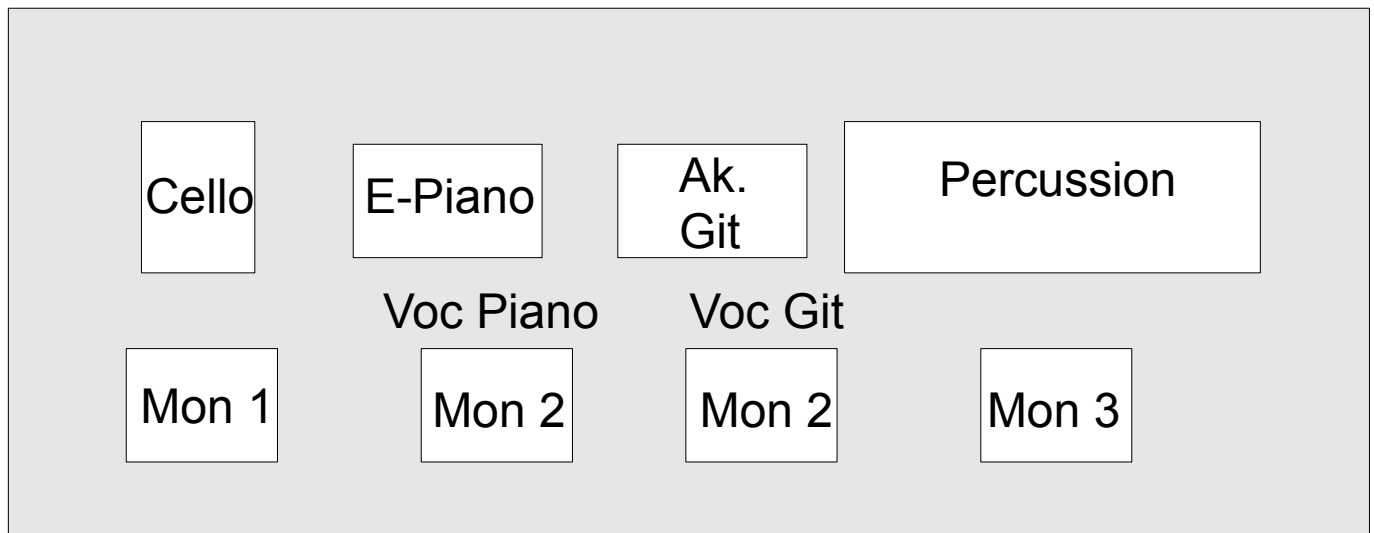 Cello
E-Piano
Ak.
Git
Percussion
Voc Piano
Voc Git
Mon 1
Mon 2
Mon 2
Mon 3